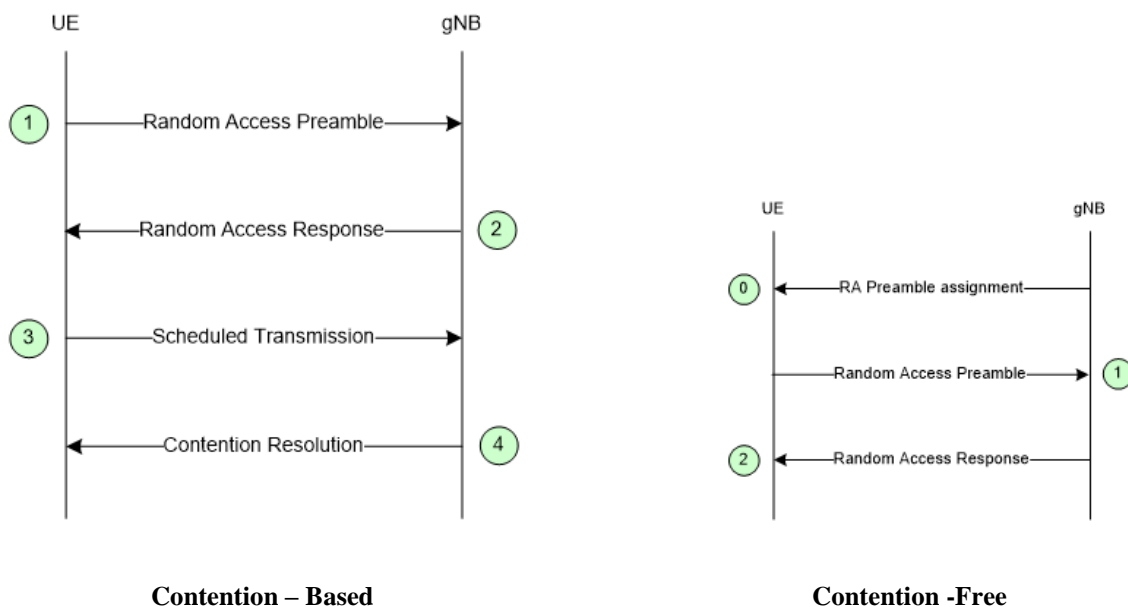 UE gNB
1 Random Access Preamble
Random Access Response 2
3 Scheduled Transmission
Contention Resolution 4
Contention – Based
UE gNB
0 RA Preamble assignment
Random Access Preamble 1
2 Random Access Response
Contention -Free